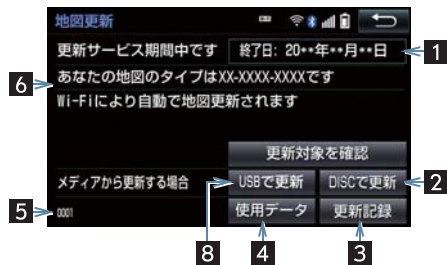 地図更新
更新サービス期間中です 終了日: 20**年**月**日 1
6 あなたの地図のタイプはXX-XXXX-XXXXです
Wi-Fiにより自動で地図更新されます
更新対象を確認
メディアから更新する場合 USBで更新 DISCで更新 2
5 0001 使用データ 更新記録
8 4 3